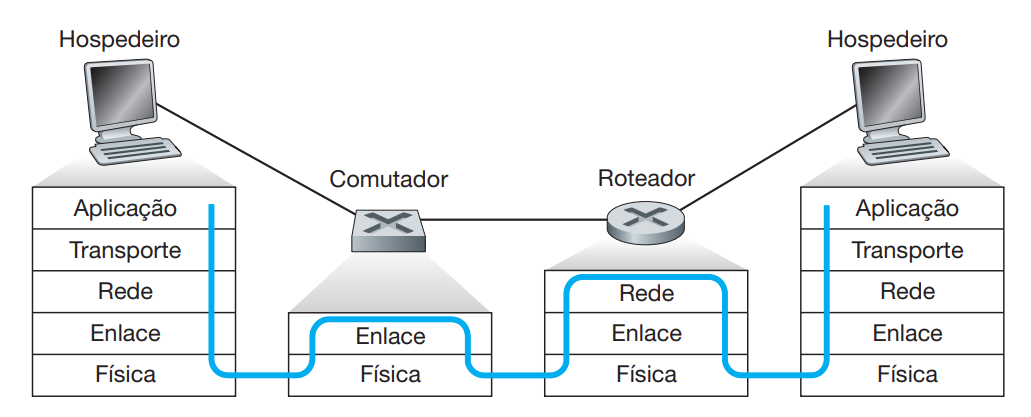 Hospedeiro
Hospedeiro
Comutador
Roteador
Aplicação
Transporte
Rede
Enlace
Física
Enlace
Física
Rede
Enlace
Física
Aplicação
Transporte
Rede
Enlace
Física